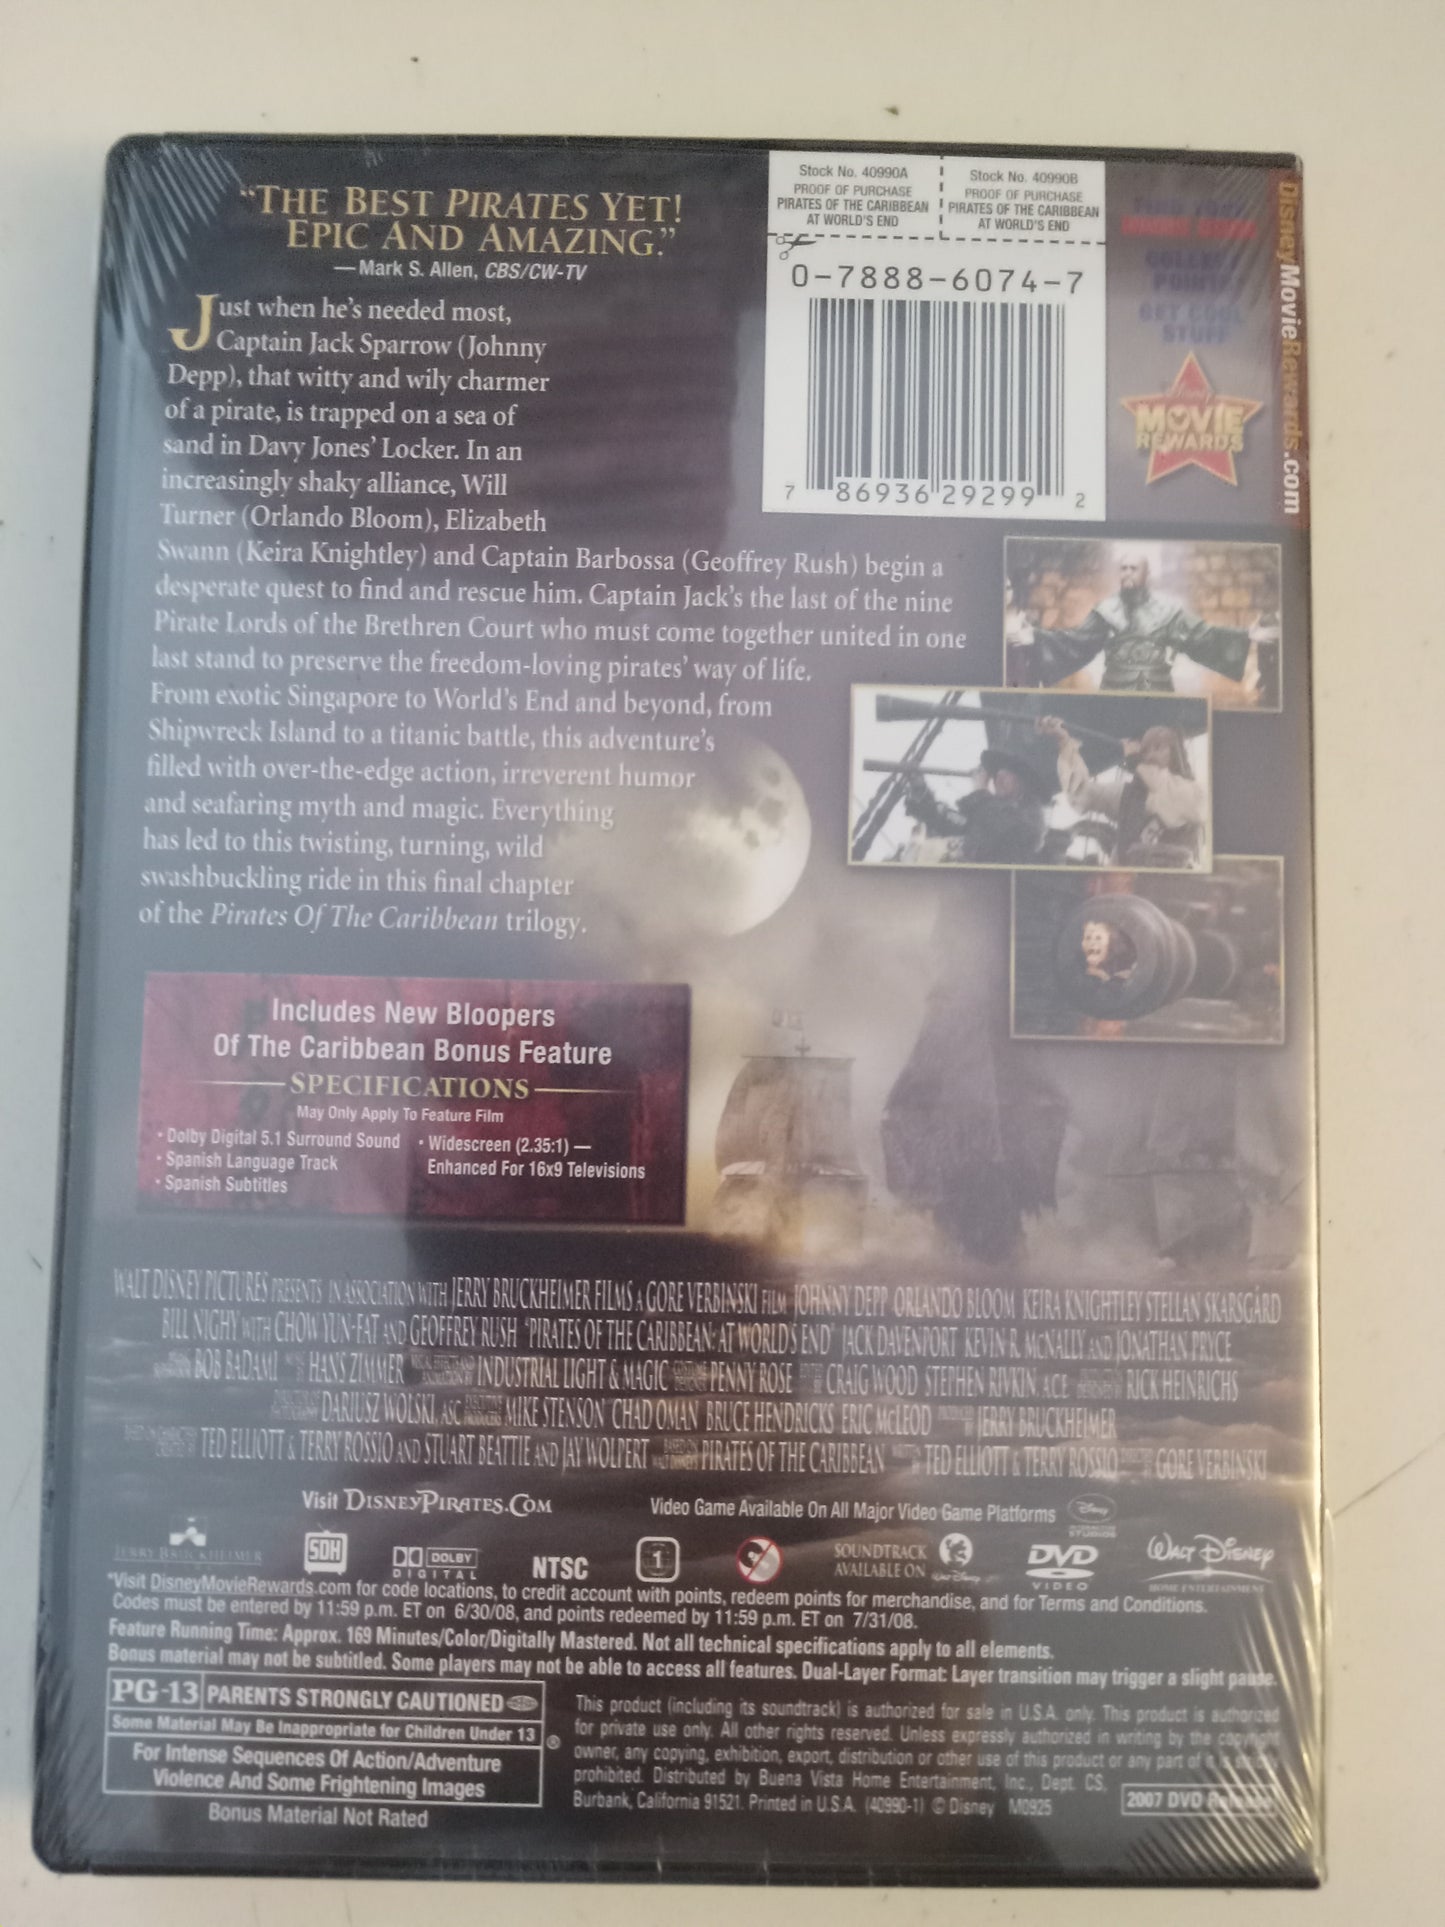 "THE BEST PIRATES YET!
EPIC AND AMAZING."
—Mark S. Allen, CBS/CW-TV
Just when he's needed most,
Captain Jack Sparrow (Johnny
Depp), that witty and wily charmer
of a pirate, is trapped on a sea of
sand in Davy Jones' Locker. In an
increasingly shaky alliance, Will
Turner (Orlando Bloom), Elizabeth
Swann (Keira Knightley) and Captain Barbossa (Geoffrey Rush) begin a
desperate quest to find and rescue him. Captain Jack's the last of the nine
Pirate Lords of the Brethren Court who must come together united in one
last stand to preserve the freedom-loving pirates' way of life.
From exotic Singapore to World's End and beyond, from
Shipwreck Island to a titanic battle, this adventure's
filled with over-the-edge action, irreverent humor
and seafaring myth and magic. Everything
has led to this twisting, turning, wild
swashbuckling ride in this final chapter
of the Pirates Of The Caribbean trilogy.
Stock No. 40990A
PROOF OF PURCHASE
PIRATES OF THE CARIBBEAN
AT WORLD'S END
Stock No. 40990B
PROOF OF PURCHASE
PIRATES OF THE CARIBBEAN
AT WORLD'S END
0-7888-6074-7
7 86936 29299 2
COLLECT
POINTS
GET COOL
STUFF
MOVIE
REWARDS
DisneyMovieRewards.com
Includes New Bloopers
Of The Caribbean Bonus Feature
SPECIFICATIONS
May Only Apply To Feature Film
• Dolby Digital 5.1 Surround Sound
• Spanish Language Track
• Spanish Subtitles
• Widescreen (2.35:1) —
Enhanced For 16x9 Televisions
WALT DISNEY PICTURES PRESENTS IN ASSOCIATION WITH JERRY BRUCKHEIMER FILMS A GORE VERBINSKI FILM JOHNNY DEPP ORLANDO BLOOM KEIRA KNIGHTLEY STELLAN SKARSGÅRD
BILL NIGHY WITH CHOW YUN-FAT AND GEOFFREY RUSH "PIRATES OF THE CARIBBEAN: AT WORLD'S END" JACK DAVENPORT KEVIN R. McNALLY AND JONATHAN PRYCE
BOB BADAMI HANS ZIMMER INDUSTRIAL LIGHT & MAGIC PENNY ROSE CRAIG WOOD STEPHEN RIVKIN, ACE RICK HEINRICHS
DARIUSZ WOLSKI, ASC MIKE STENSON CHAD OMAN BRUCE HENDRICKS ERIC McLEOD JERRY BRUCKHEIMER
TED ELLIOTT & TERRY ROSSIO AND STUART BEATTIE AND JAY WOLPERT PIRATES OF THE CARIBBEAN TED ELLIOTT & TERRY ROSSIO GORE VERBINSKI
Visit DISNEYPIRATES.COM
Video Game Available On All Major Video Game Platforms
Disney
INTERACTIVE
STUDIOS
JERRY BRUCKHEIMER
SDH
DOLBY
DIGITAL
NTSC
1
SOUNDTRACK
AVAILABLE ON
DVD
VIDEO
WALT DISNEY
HOME ENTERTAINMENT
*Visit DisneyMovieRewards.com for code locations, to credit account with points, redeem points for merchandise, and for Terms and Conditions.
Codes must be entered by 11:59 p.m. ET on 6/30/08, and points redeemed by 11:59 p.m. ET on 7/31/08.
Feature Running Time: Approx. 169 Minutes/Color/Digitally Mastered. Not all technical specifications apply to all elements.
Bonus material may not be subtitled. Some players may not be able to access all features. Dual-Layer Format: Layer transition may trigger a slight pause.
PG-13 PARENTS STRONGLY CAUTIONED
Some Material May Be Inappropriate for Children Under 13 ®
For Intense Sequences Of Action/Adventure
Violence And Some Frightening Images
Bonus Material Not Rated
This product (including its soundtrack) is authorized for sale in U.S.A. only. This product is authorized
for private use only. All other rights reserved. Unless expressly authorized in writing by the copyright
owner, any copying, exhibition, export, distribution or other use of this product or any part of it is strictly
prohibited. Distributed by Buena Vista Home Entertainment, Inc., Dept. CS,
Burbank, California 91521. Printed in U.S.A. (40990-1) © Disney M0925
2007 DVD Release